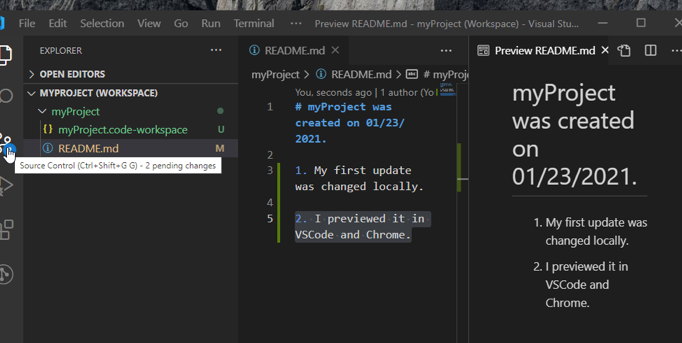 File Edit Selection View Go Run Terminal ··· Preview README.md - myProject (Workspace) - Visual Stu...
EXPLORER ···
OPEN EDITORS
MYPROJECT (WORKSPACE)
myProject
{} myProject.code-workspace U
README.md M
Source Control (Ctrl+Shift+G G) - 2 pending changes
README.md ···
myProject > README.md > # myProj
You, seconds ago | 1 author (Yo
1 # myProject was
created on 01/23/
2021.
2
3 1. My first update
was changed locally.
4
5 2. I previewed it in
VSCode and Chrome.
Preview README.md ···
myProject
was created
on
01/23/2021.
1. My first update was
changed locally.
2. I previewed it in
VSCode and
Chrome.